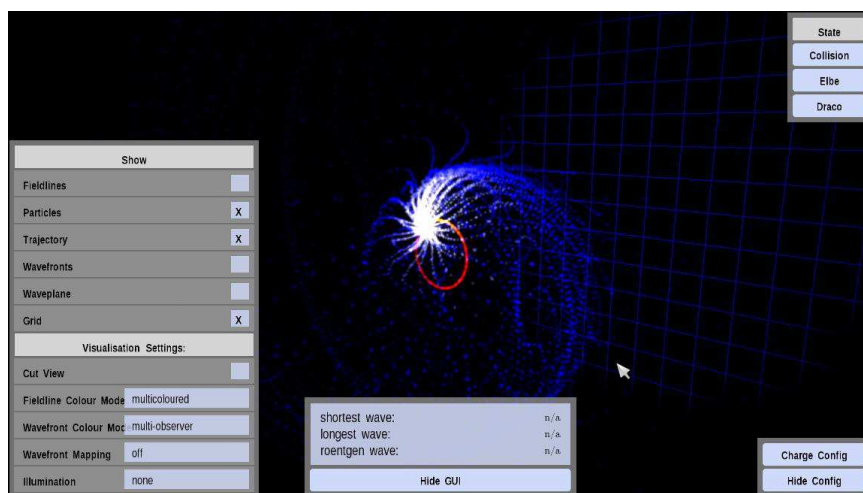 State
Collision
Elbe
Draco
Show
Fieldlines
Particles X
Trajectory X
Wavefronts
Waveplane
Grid X
Visualisation Settings:
Cut View
Fieldline Colour Mode multicoloured
Wavefront Colour Mode multi-observer
Wavefront Mapping off
Illumination none
shortest wave: n/a
longest wave: n/a
roentgen wave: n/a
Hide GUI
Charge Config
Hide Config